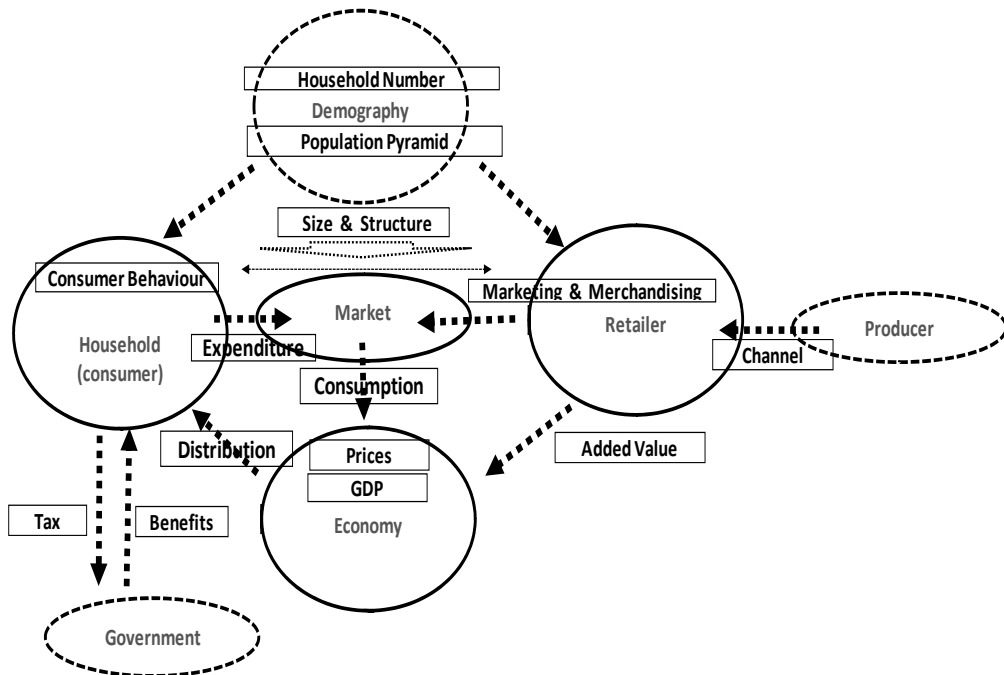 Household Number
Demography
Population Pyramid
Size & Structure
Consumer Behaviour
Marketing & Merchandising
Market
Retailer
Producer
Household
(consumer)
Expenditure
Channel
Consumption
Distribution
Prices
Added Value
GDP
Tax
Benefits
Economy
Government